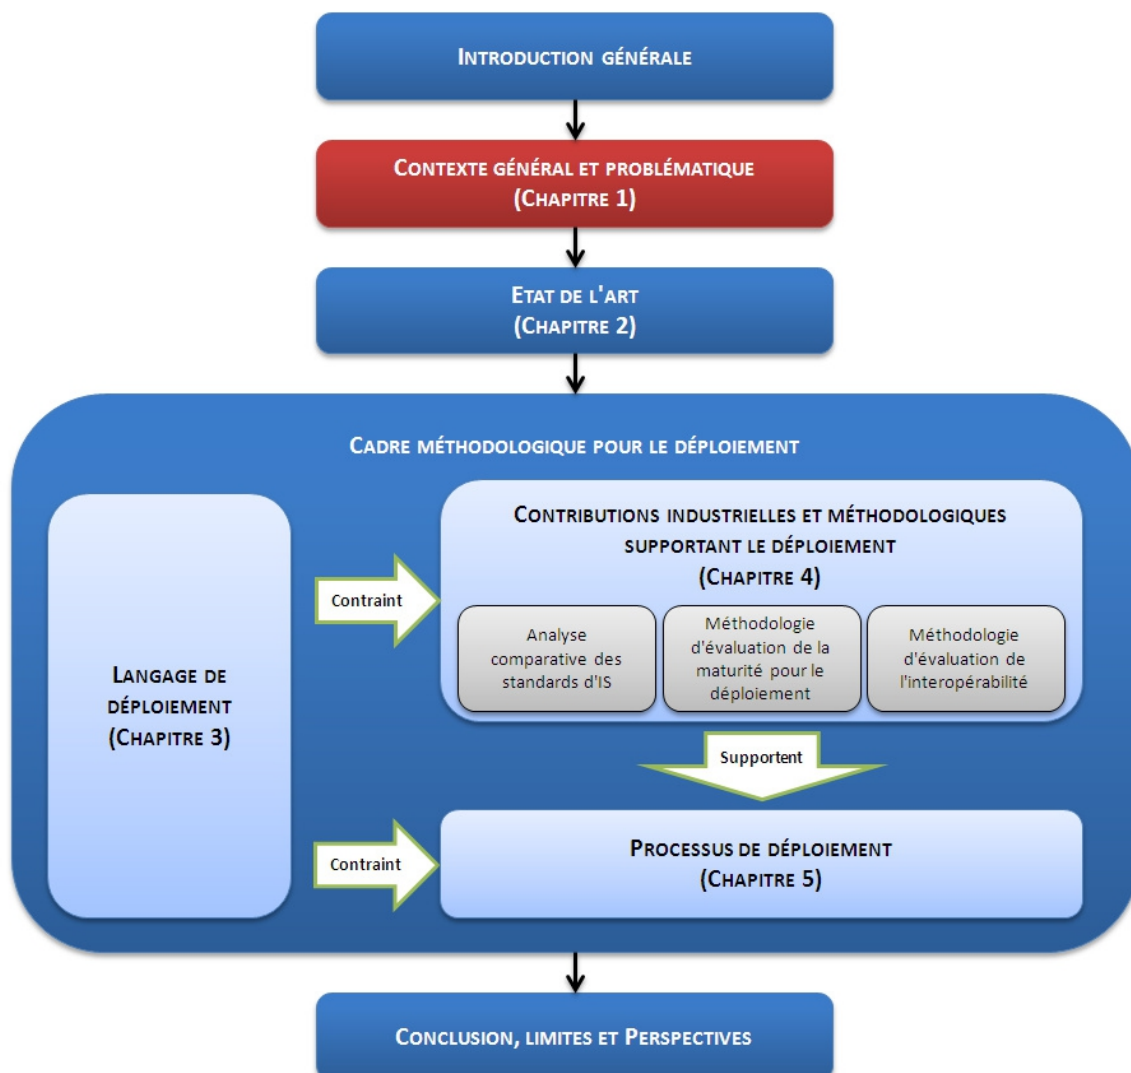 INTRODUCTION GÉNÉRALE
CONTEXTE GÉNÉRAL ET PROBLÉMATIQUE
(CHAPITRE 1)
ETAT DE L'ART
(CHAPITRE 2)
CADRE MÉTHODOLOGIQUE POUR LE DÉPLOIEMENT
LANGAGE DE
DÉPLOIEMENT
(CHAPITRE 3)
Contraint
CONTRIBUTIONS INDUSTRIELLES ET MÉTHODOLOGIQUES
SUPPORTANT LE DÉPLOIEMENT
(CHAPITRE 4)
Analyse
comparative des
standards d'IS
Méthodologie
d'évaluation de la
maturité pour le
déploiement
Méthodologie
d'évaluation de
l'interopérabilité
Supportent
Contraint
PROCESSUS DE DÉPLOIEMENT
(CHAPITRE 5)
CONCLUSION, LIMITES ET PERSPECTIVES